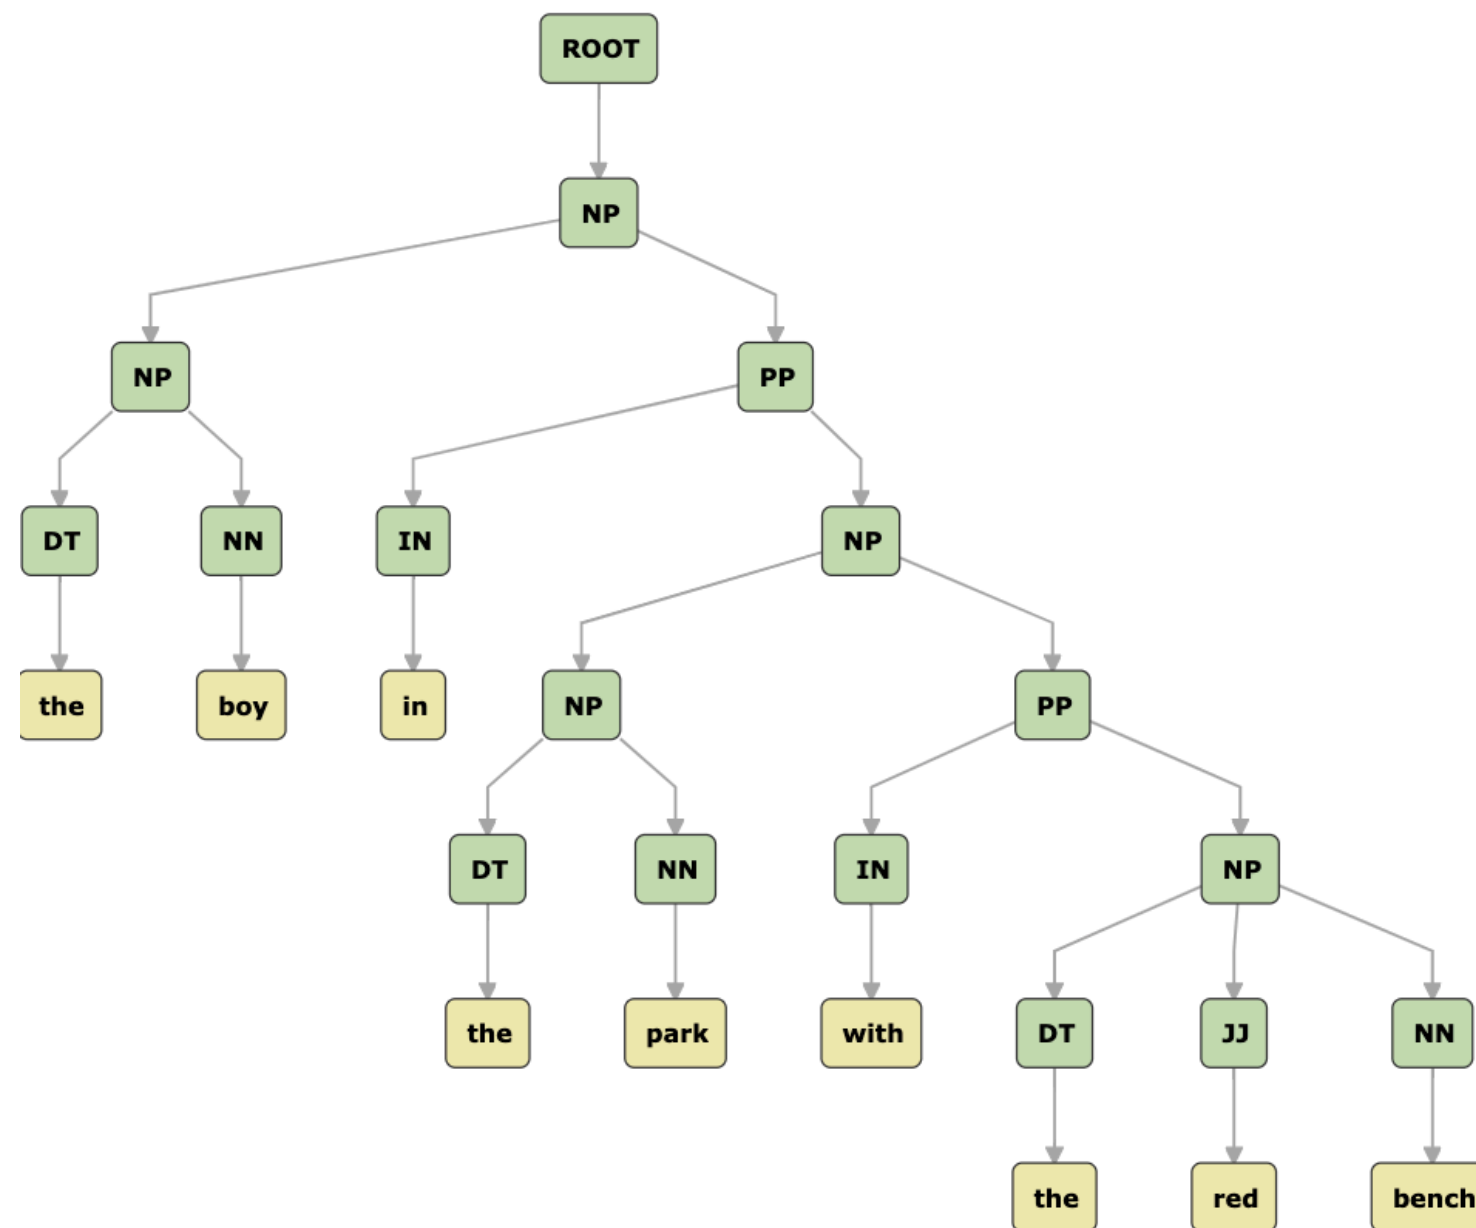 ROOT
NP
NP PP
DT NN IN NP
the boy in NP PP
DT NN IN NP
the park with DT JJ NN
the red bench